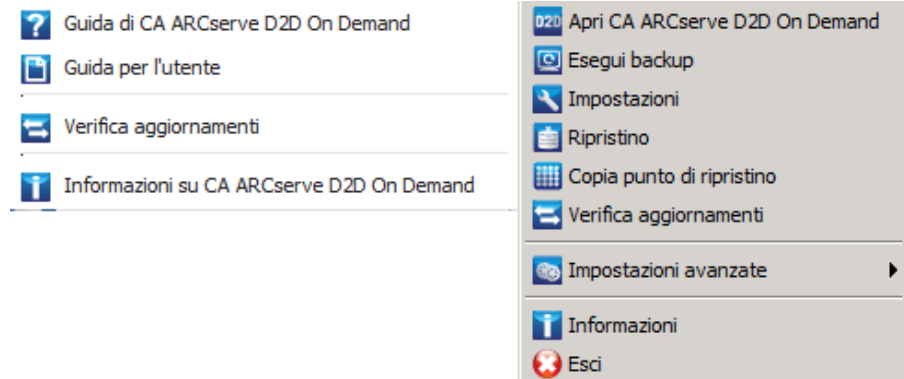 Guida di CA ARCserve D2D On Demand
Guida per l'utente
Verifica aggiornamenti
Informazioni su CA ARCserve D2D On Demand
D2D Apri CA ARCserve D2D On Demand
Esegui backup
Impostazioni
Ripristino
Copia punto di ripristino
Verifica aggiornamenti
Impostazioni avanzate
Informazioni
Esci